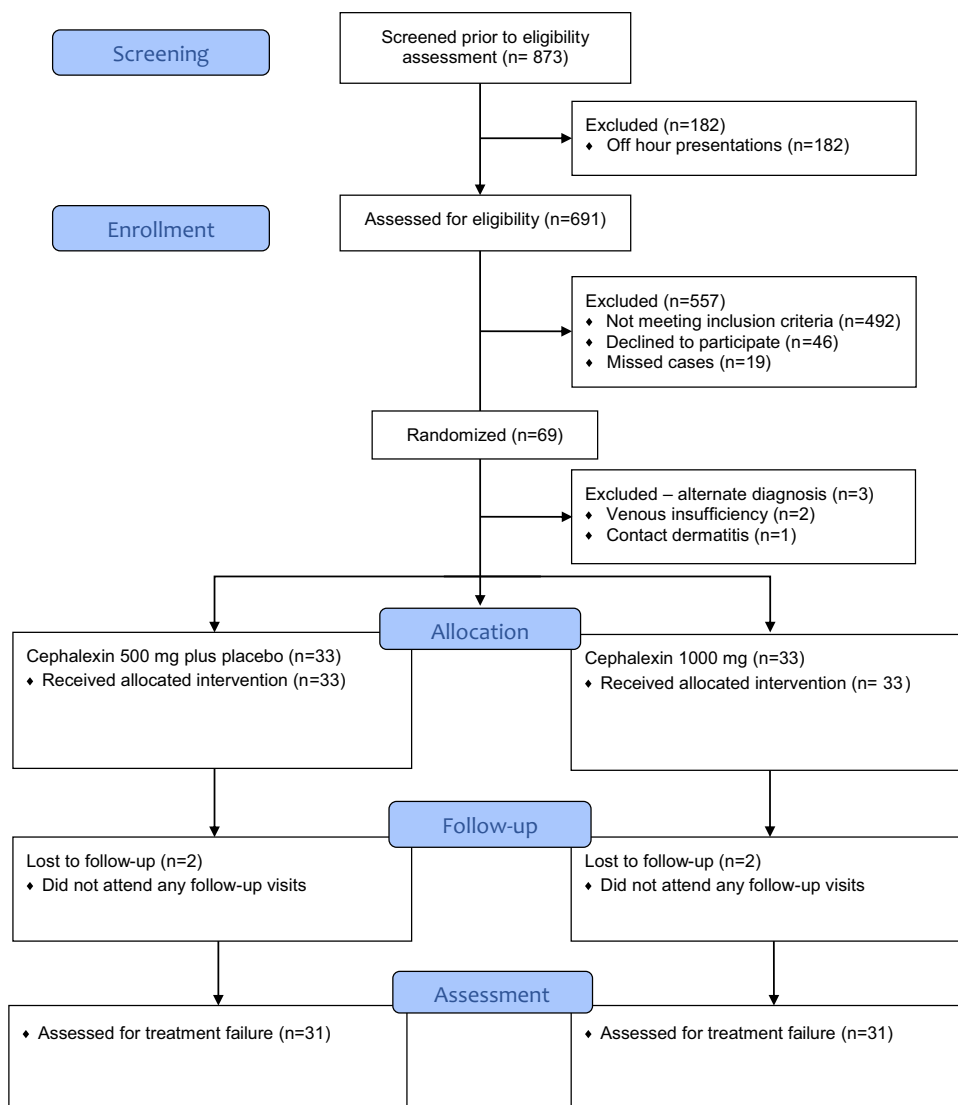 Screening
Screened prior to eligibility
assessment (n= 873)
Excluded (n=182)
♦ Off hour presentations (n=182)
Enrollment
Assessed for eligibility (n=691)
Excluded (n=557)
♦ Not meeting inclusion criteria (n=492)
♦ Declined to participate (n=46)
♦ Missed cases (n=19)
Randomized (n=69)
Excluded – alternate diagnosis (n=3)
♦ Venous insufficiency (n=2)
♦ Contact dermatitis (n=1)
Allocation
Cephalexin 500 mg plus placebo (n=33)
♦ Received allocated intervention (n=33)
Cephalexin 1000 mg (n=33)
♦ Received allocated intervention (n= 33)
Follow-up
Lost to follow-up (n=2)
♦ Did not attend any follow-up visits
Lost to follow-up (n=2)
♦ Did not attend any follow-up visits
Assessment
♦ Assessed for treatment failure (n=31)
♦ Assessed for treatment failure (n=31)